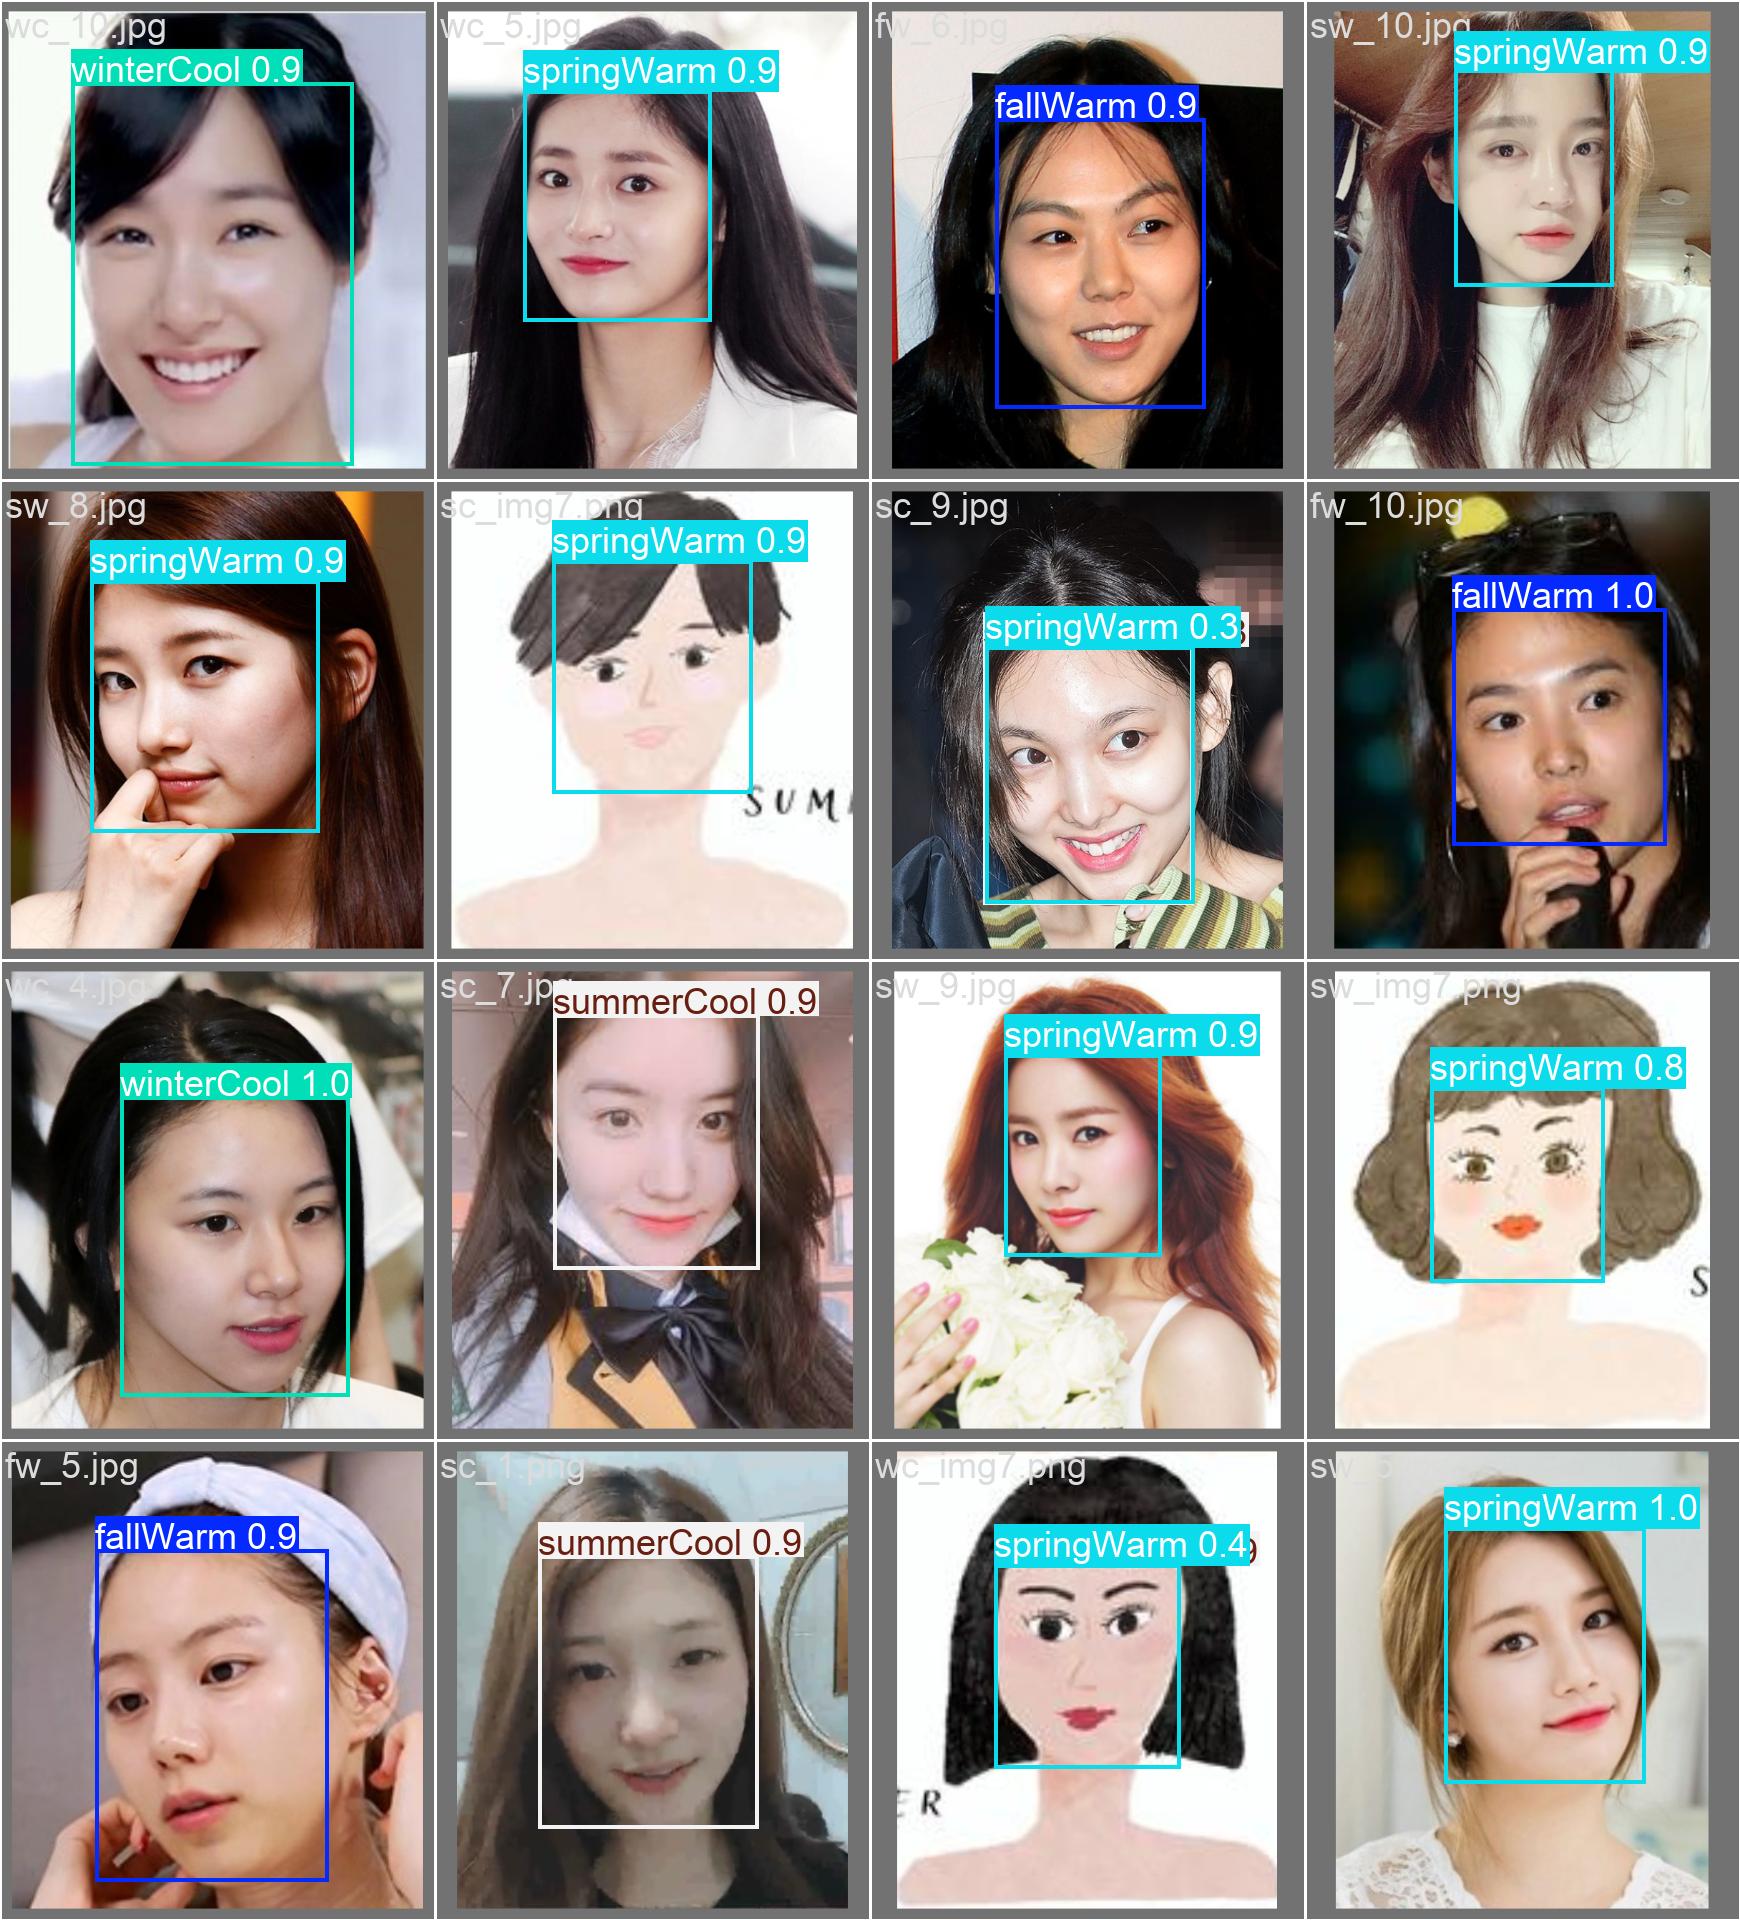 wc_10.jpg
winterCool 0.9
wc_5.jpg
springWarm 0.9
fw_6.jpg
fallWarm 0.9
sw_10.jpg
springWarm 0.9
sw_8.jpg
springWarm 0.9
sc_img7.png
springWarm 0.9
SUM
sc_9.jpg
springWarm 0.3
fw_10.jpg
fallWarm 1.0
wc_4.jpg
winterCool 1.0
sc_7.jpg
summerCool 0.9
sw_9.jpg
springWarm 0.9
sw_img7.png
springWarm 0.8
S
fw_5.jpg
fallWarm 0.9
sc_1.png
summerCool 0.9
wc_img7.png
springWarm 0.4
ER
springWarm 1.0